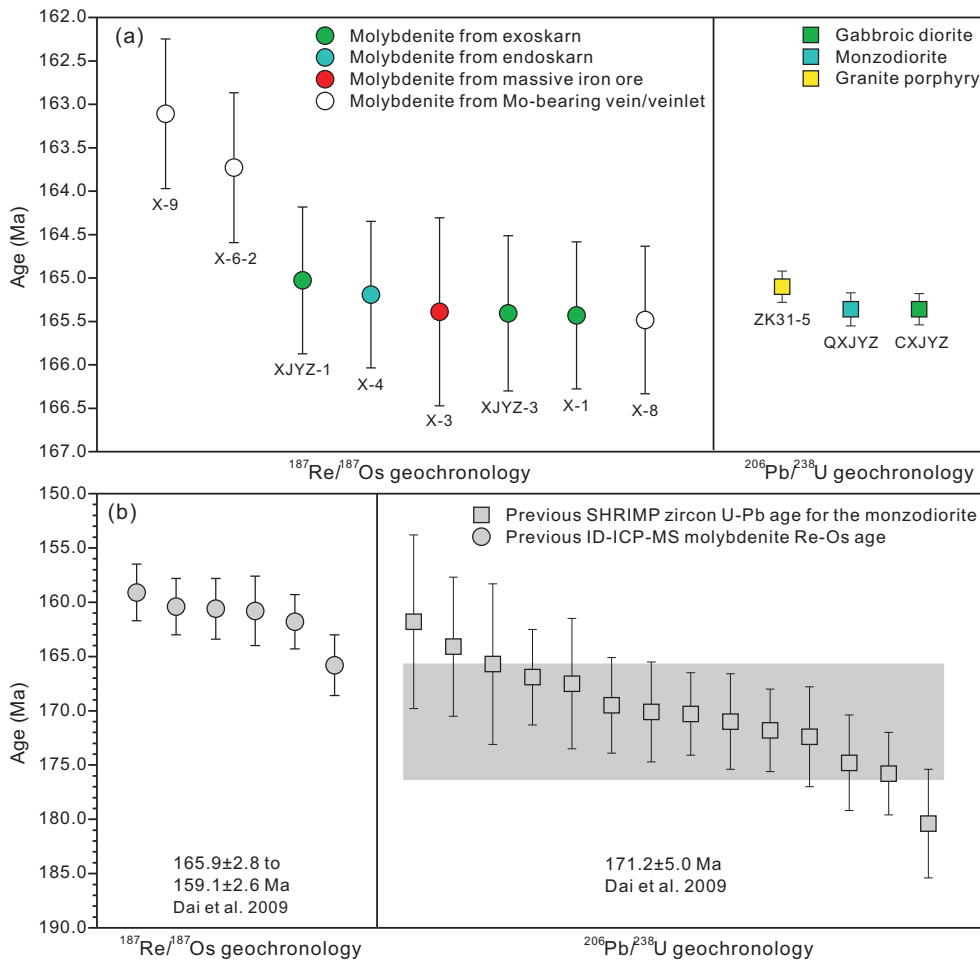 (a)
Molybdenite from exoskarn
Molybdenite from endoskarn
Molybdenite from massive iron ore
Molybdenite from Mo-bearing vein/veinlet
Gabbroic diorite
Monzodiorite
Granite porphyry
Age (Ma)
162.0
162.5
163.0
163.5
164.0
164.5
165.0
165.5
166.0
166.5
167.0
X-9
X-6-2
XJYZ-1
X-4
X-3
XJYZ-3
X-1
X-8
ZK31-5
QXJYZ
CXJYZ
187Re/187Os geochronology
206Pb/238U geochronology
(b)
Previous SHRIMP zircon U-Pb age for the monzodiorite
Previous ID-ICP-MS molybdenite Re-Os age
Age (Ma)
150.0
155.0
160.0
165.0
170.0
175.0
180.0
185.0
190.0
165.9±2.8 to
159.1±2.6 Ma
Dai et al. 2009
171.2±5.0 Ma
Dai et al. 2009
187Re/187Os geochronology
206Pb/238U geochronology